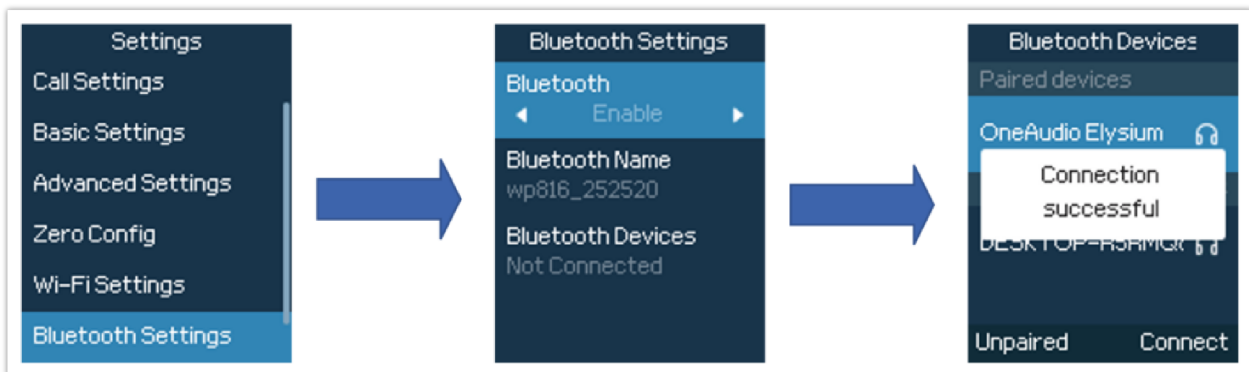 Settings
Call Settings
Basic Settings
Advanced Settings
Zero Config
Wi-Fi Settings
Bluetooth Settings
Bluetooth Settings
Bluetooth
Enable
Bluetooth Name
wp816_252520
Bluetooth Devices
Not Connected
Bluetooth Devices
Paired devices
OneAudio Elysium
Connection
successful
Unpaired Connect